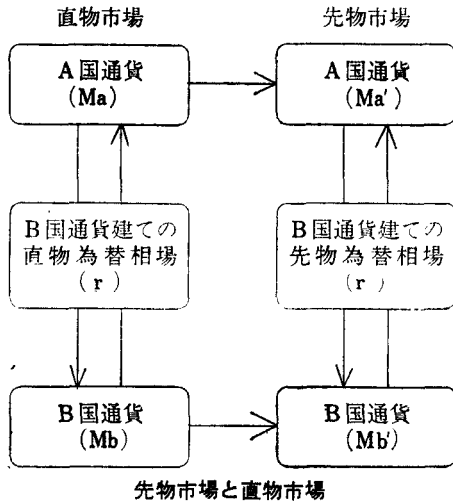 直物市場
先物市場
A国通貨
(Ma)
A国通貨
(Ma′)
B国通貨建ての
直物為替相場
(r)
B国通貨建ての
先物為替相場
(r )
B国通貨
(Mb)
B国通貨
(Mb′)
先物市場と直物市場